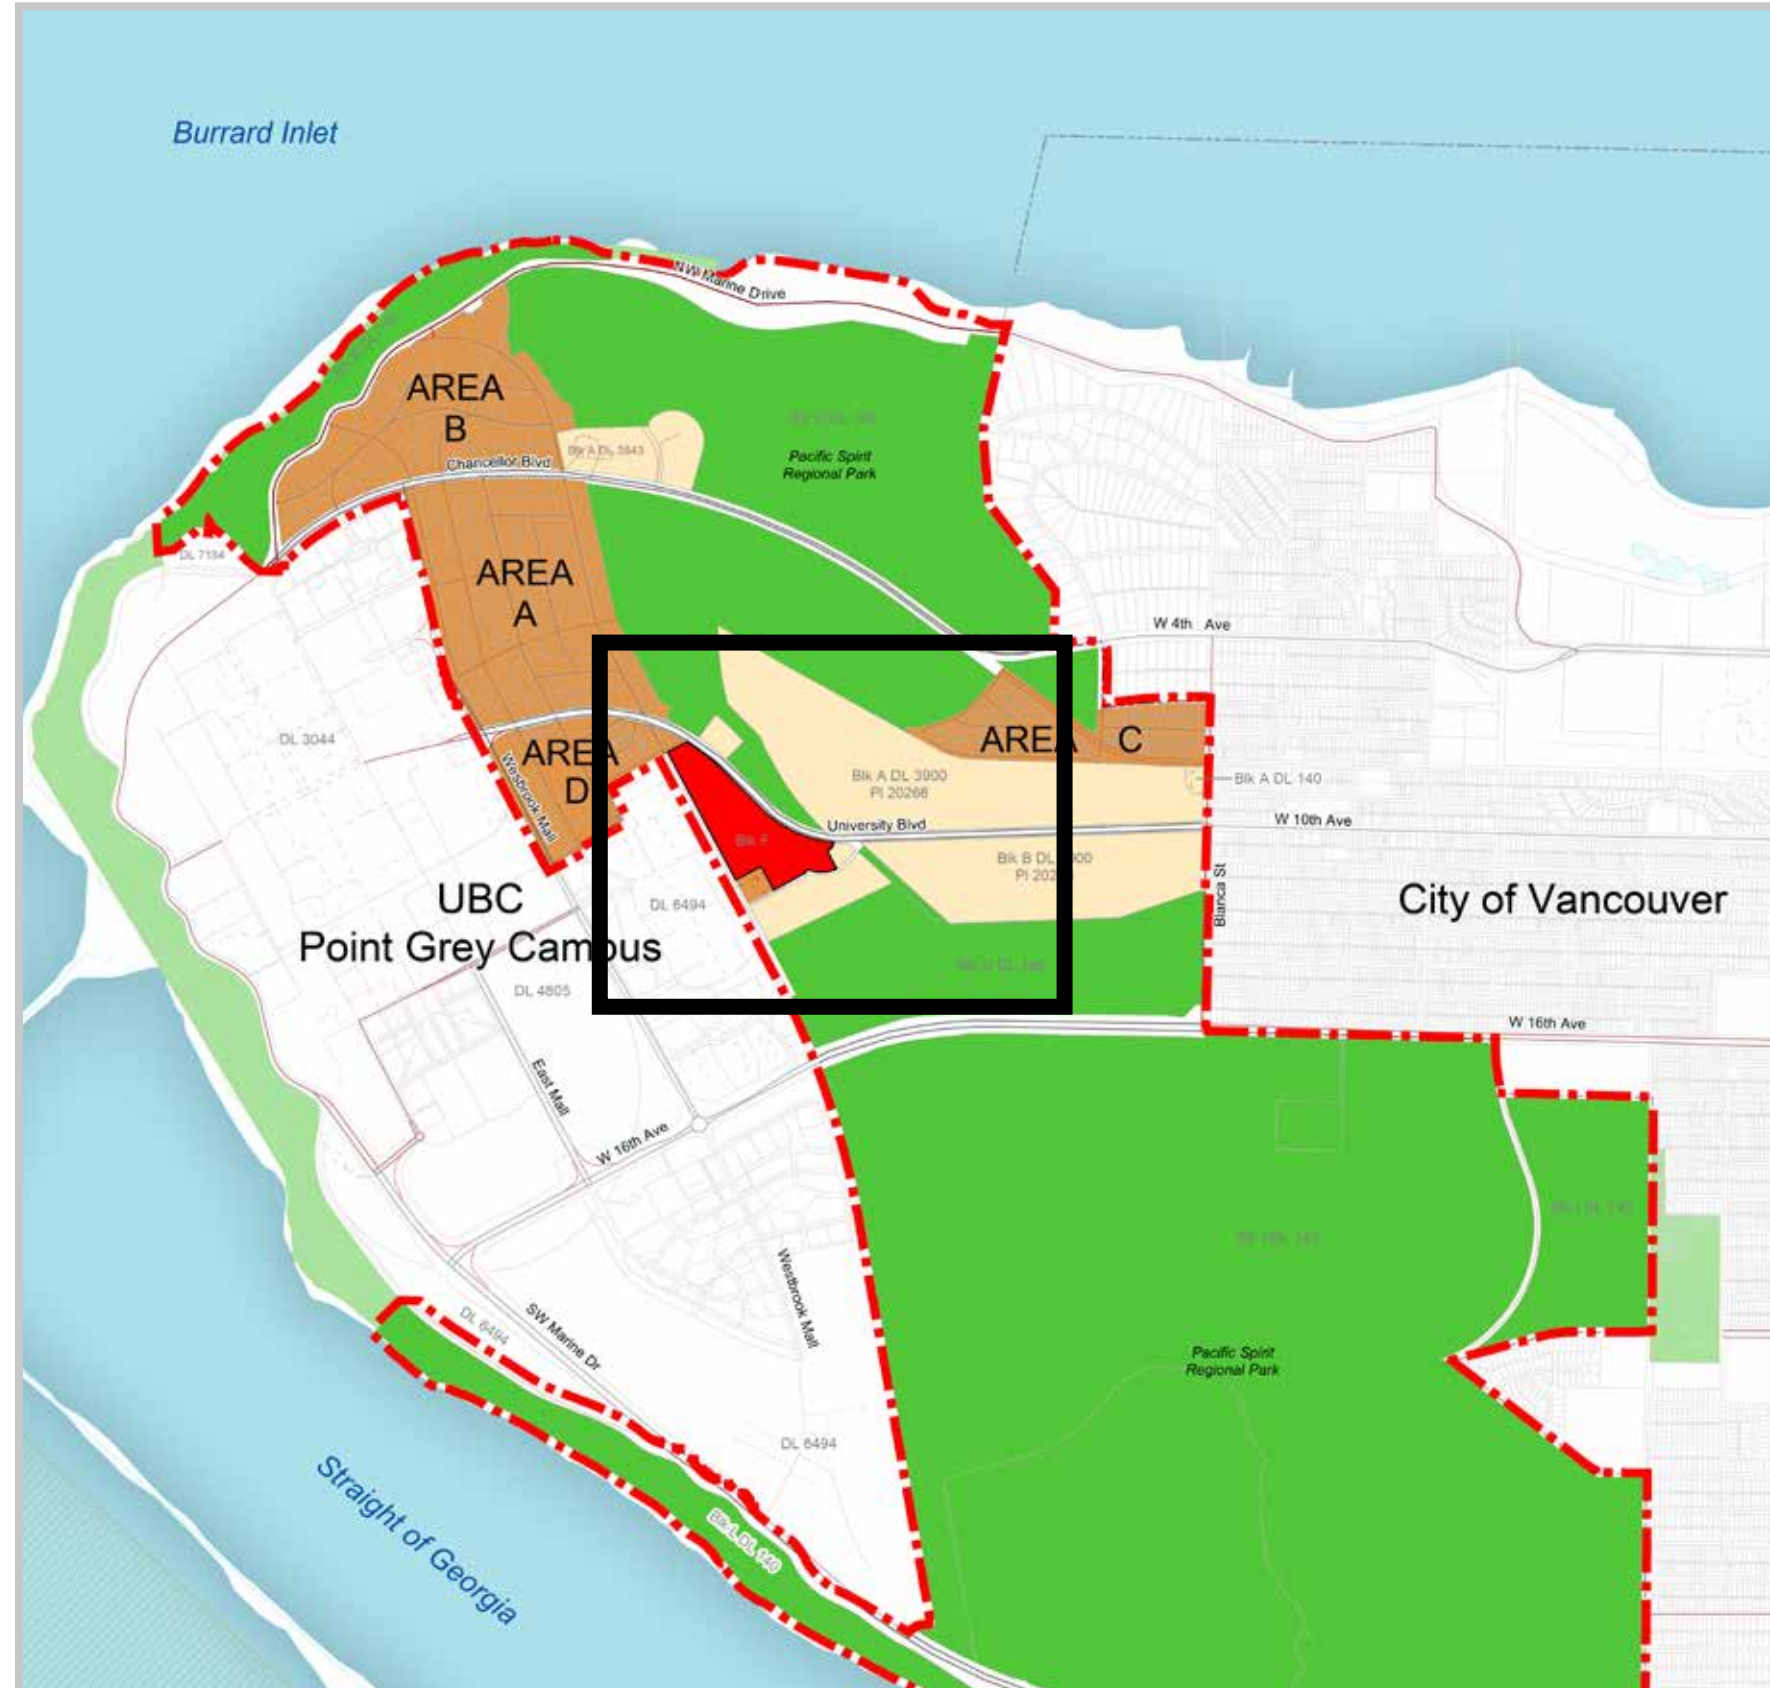 Burrard Inlet
NW Marine Drive
AREA
B
Chancellor Blvd
Blk A DL 5843
Pacific Spirit
Regional Park
DL 7184
AREA
A
W 4th Ave
DL 3044
AREA
D
Wesbrook Mall
AREA C
Blk A DL 3900
Pl 20266
Blk A DL 140
University Blvd
W 10th Ave
Blk F
Blk B DL
Blanca St
UBC
Point Grey Campus
DL 6494
City of Vancouver
DL 4805
W 16th Ave
East Mall
W 16th Ave
Westbrook Mall
DL 6494
SW Marine Dr
Pacific Spirit
Regional Park
DL 6494
Straight of Georgia
Blk L DL 140